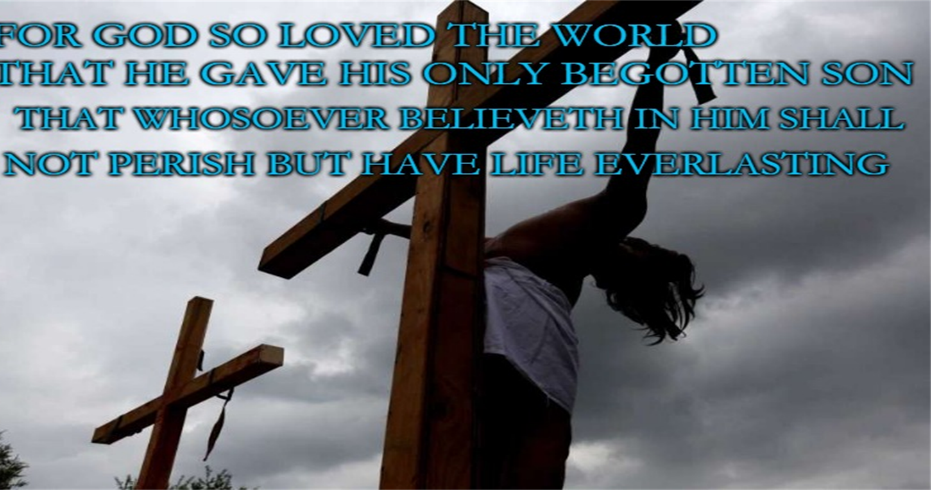 FOR GOD SO LOVED THE WORLD
THAT HE GAVE HIS ONLY BEGOTTEN SON
THAT WHOSOEVER BELIEVETH IN HIM SHALL
NOT PERISH BUT HAVE LIFE EVERLASTING